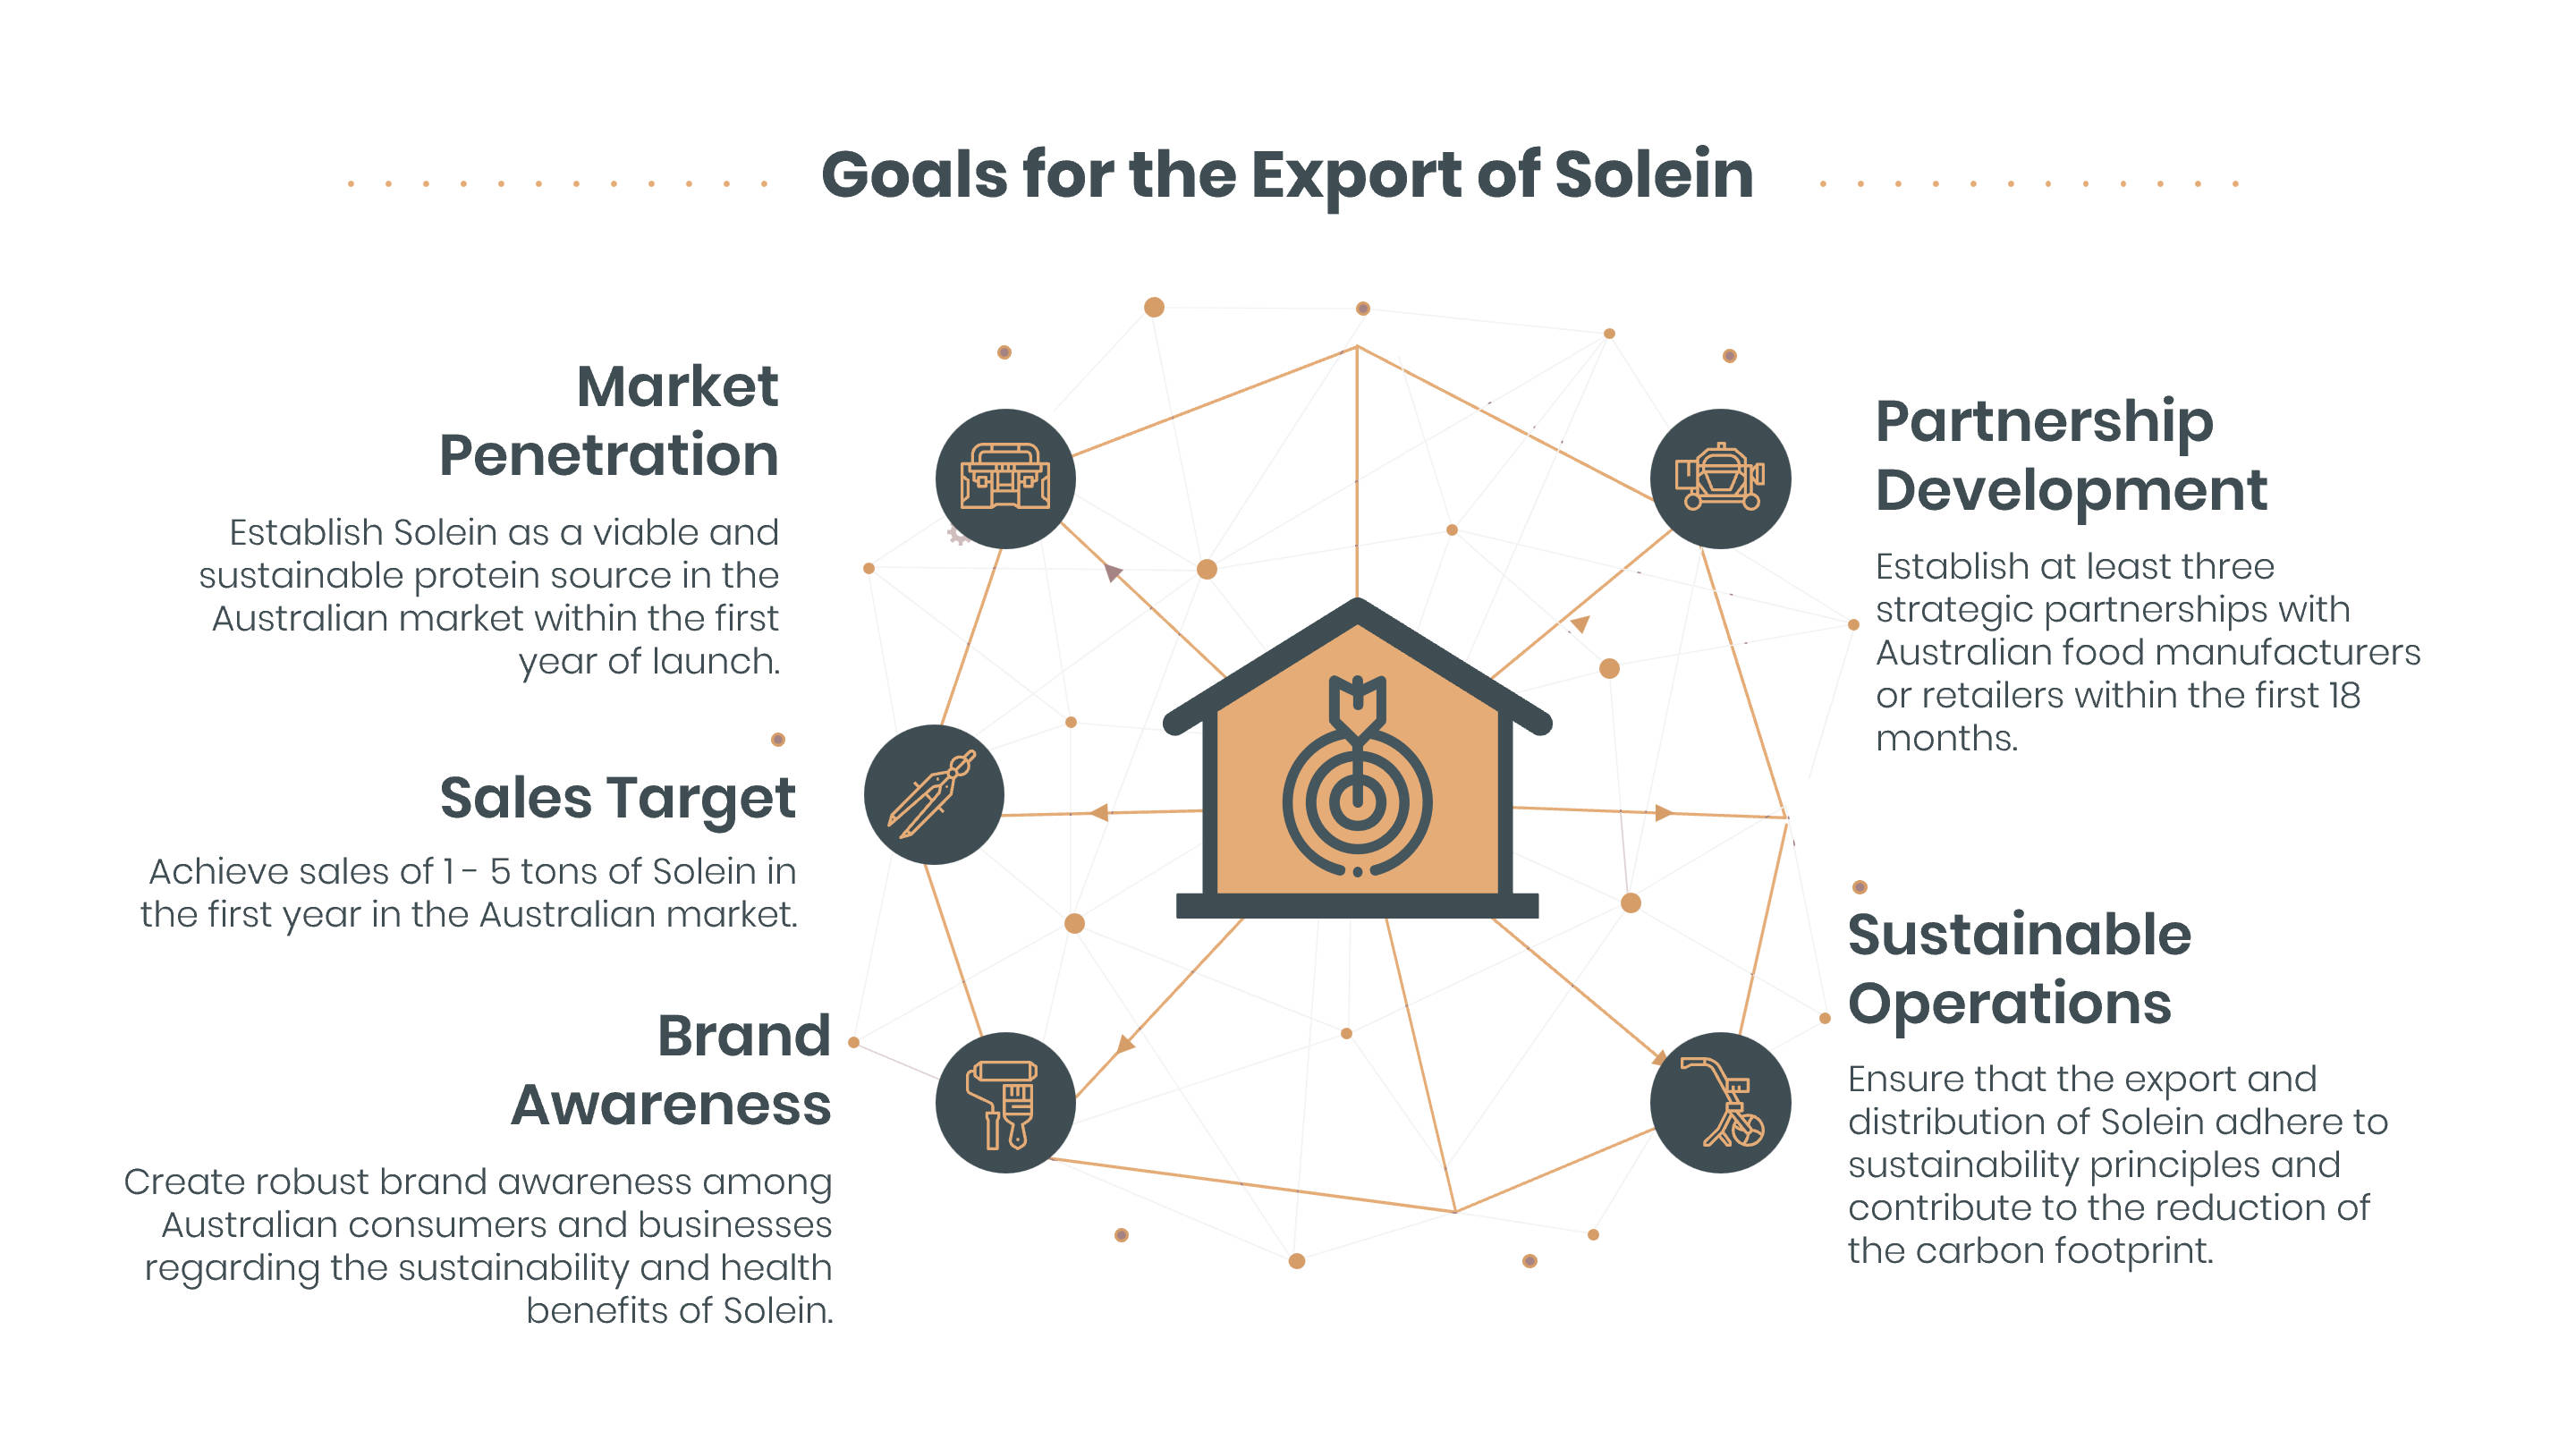 Goals for the Export of Solein
Market
Penetration
Establish Solein as a viable and
sustainable protein source in the
Australian market within the first
year of launch.
Sales Target
Achieve sales of 1 - 5 tons of Solein in
the first year in the Australian market.
Brand
Awareness
Create robust brand awareness among
Australian consumers and businesses
regarding the sustainability and health
benefits of Solein.
Partnership
Development
Establish at least three
strategic partnerships with
Australian food manufacturers
or retailers within the first 18
months.
Sustainable
Operations
Ensure that the export and
distribution of Solein adhere to
sustainability principles and
contribute to the reduction of
the carbon footprint.